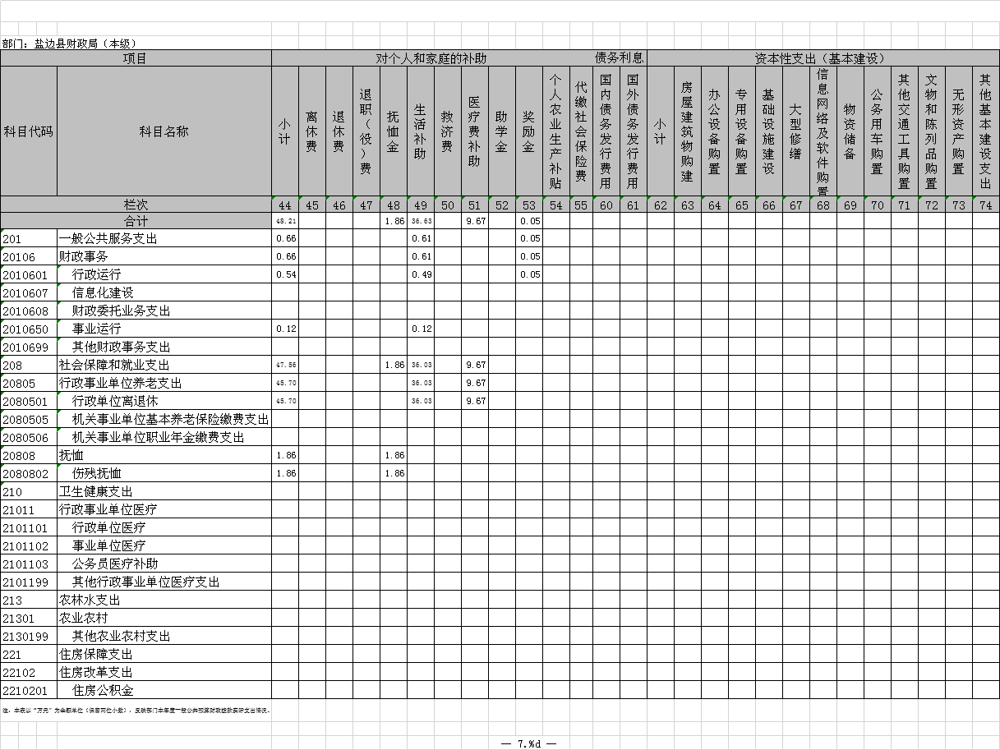 部门：盐边县财政局（本级）
项目 对个人和家庭的补助 债务利息 资本性支出（基本建设）
科目代码 科目名称 小计 离休费 退休费 退职（役）费 抚恤金 生活补助 救济费 医疗费补助 助学金 奖励金 个人农业生产补贴 代缴社会保险费 国内债务发行费用 国外债务发行费用 小计 房屋建筑物购建 办公设备购置 专用设备购置 基础设施建设 大型修缮 信息网络及软件购置 物资储备 公务用车购置 其他交通工具购置 文物和陈列品购置 无形资产购置 其他基本建设支出
栏次 44 45 46 47 48 49 50 51 52 53 54 55 60 61 62 63 64 65 66 67 68 69 70 71 72 73 74
合计 48.21 1.86 36.63 9.67 0.05
201 一般公共服务支出 0.66 0.61 0.05
20106 财政事务 0.66 0.61 0.05
2010601 行政运行 0.54 0.49 0.05
2010607 信息化建设
2010608 财政委托业务支出
2010650 事业运行 0.12 0.12
2010699 其他财政事务支出
208 社会保障和就业支出 47.56 1.86 36.03 9.67
20805 行政事业单位养老支出 45.70 36.03 9.67
2080501 行政单位离退休 45.70 36.03 9.67
2080505 机关事业单位基本养老保险缴费支出
2080506 机关事业单位职业年金缴费支出
20808 抚恤 1.86 1.86
2080802 伤残抚恤 1.86 1.86
210 卫生健康支出
21011 行政事业单位医疗
2101101 行政单位医疗
2101102 事业单位医疗
2101103 公务员医疗补助
2101199 其他行政事业单位医疗支出
213 农林水支出
21301 农业农村
2130199 其他农业农村支出
221 住房保障支出
22102 住房改革支出
2210201 住房公积金
注：本表以“万元”为金额单位（保留两位小数），反映部门本年度一般公共预算财政拨款实际支出情况。
— 7.%d —